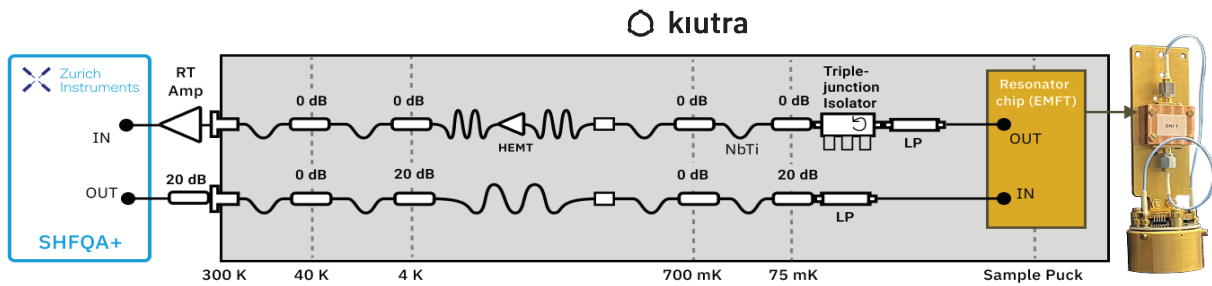 kiutra
Zurich
Instruments
IN
OUT
SHFQA+
RT
Amp
20 dB
0 dB
0 dB
HEMT
0 dB
NbTi
0 dB
Triple-
junction
Isolator
LP
Resonator
chip (EMFT)
OUT
IN
EMFT
0 dB
20 dB
0 dB
20 dB
LP
300 K
40 K
4 K
700 mK
75 mK
Sample Puck